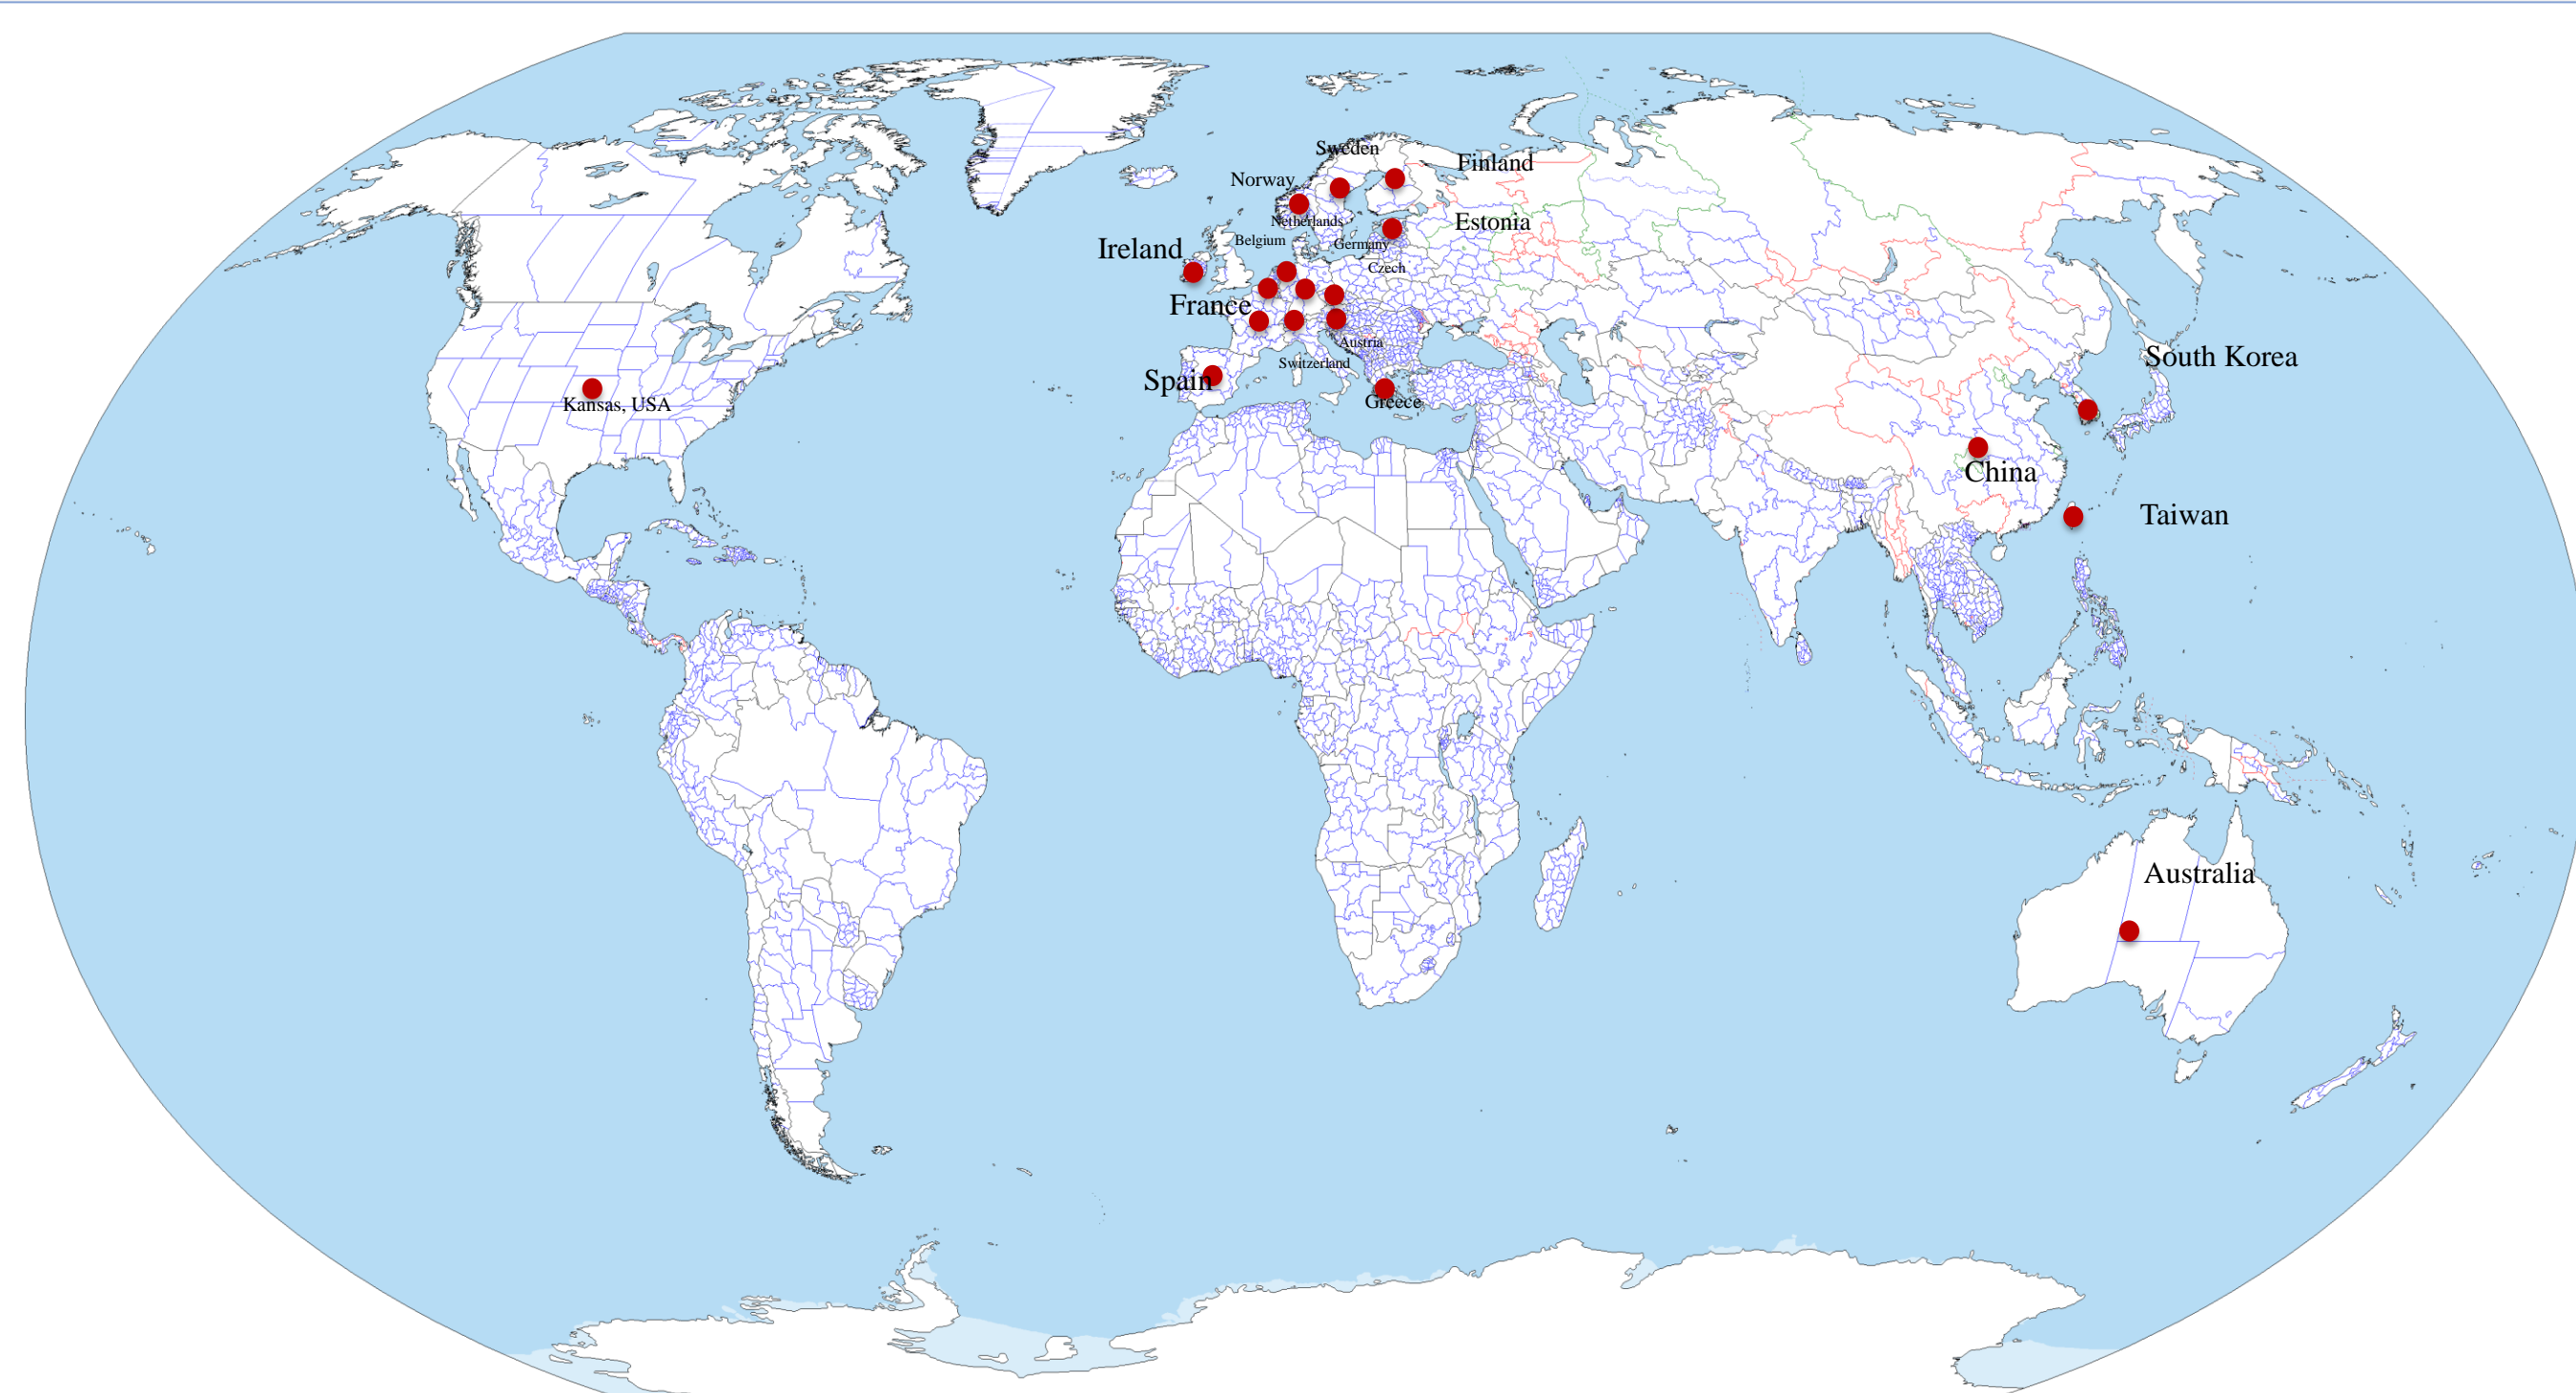 Sweden
Finland
Norway
Netherlands
Estonia
Belgium
Germany
Ireland
Czech
France
Austria
South Korea
Switzerland
Spain
Greece
Kansas, USA
China
Taiwan
Australia